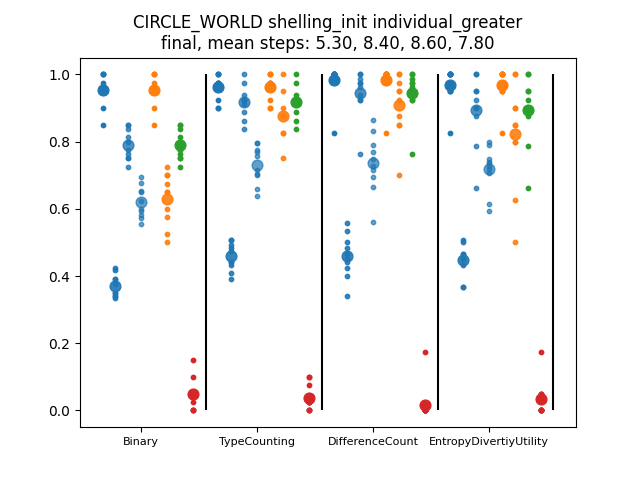 CIRCLE_WORLD shelling_init individual_greater
final, mean steps: 5.30, 8.40, 8.60, 7.80
1.0
0.8
0.6
0.4
0.2
0.0
Binary TypeCounting DifferenceCount EntropyDivertiyUtility